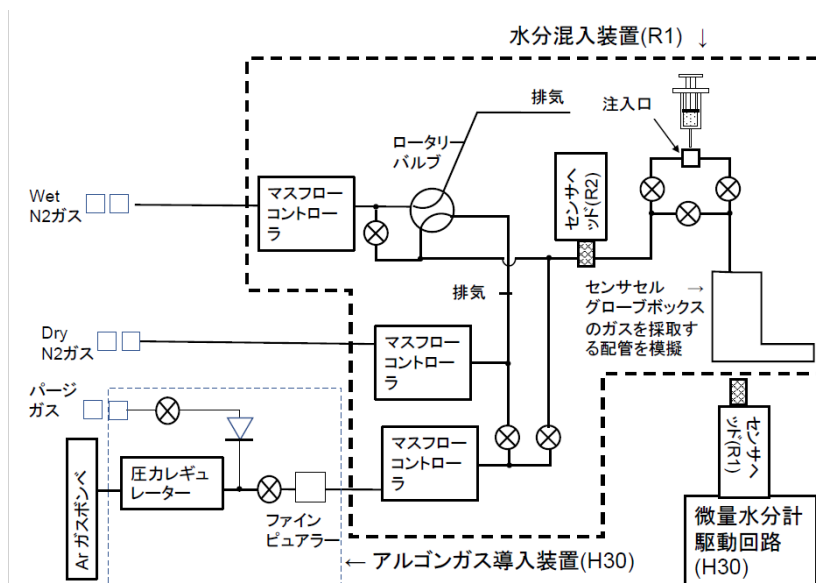 水分混入装置(R1) ↓
排気
注入口
ロータリー
バルブ
センサヘ
ッド(R2)
Wet
N2ガス
マスフロー
コントロー
ラ
センサセル →
グローブボックス
のガスを採取す
る配管を模擬
排気
Dry
N2ガス
マスフロー
コントロー
ラ
パージ
ガス
センサヘ
ッド(R1)
マスフロー
コントロー
ラ
Ar ガスボンベ
圧力レギュ
レーター
ファイン
ピュアラー
← アルゴンガス導入装置(H30)
微量水分計
駆動回路
(H30)